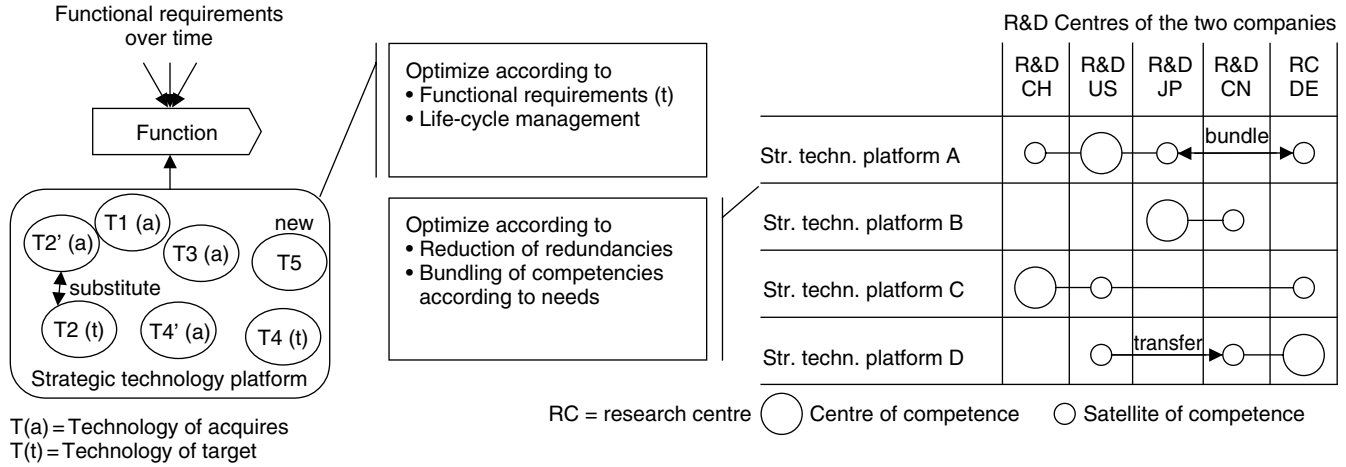 Functional requirements
over time
Function
T1 (a)
T2’ (a)
T3 (a)
new
T5
substitute
T2 (t)
T4’ (a)
T4 (t)
Strategic technology platform
T(a) = Technology of acquires
T(t) = Technology of target
Optimize according to
• Functional requirements (t)
• Life-cycle management
Optimize according to
• Reduction of redundancies
• Bundling of competencies
according to needs
R&D Centres of the two companies
R&D CH
R&D US
R&D JP
R&D CN
RC DE
Str. techn. platform A
bundle
Str. techn. platform B
Str. techn. platform C
Str. techn. platform D
transfer
RC = research centre
Centre of competence
Satellite of competence